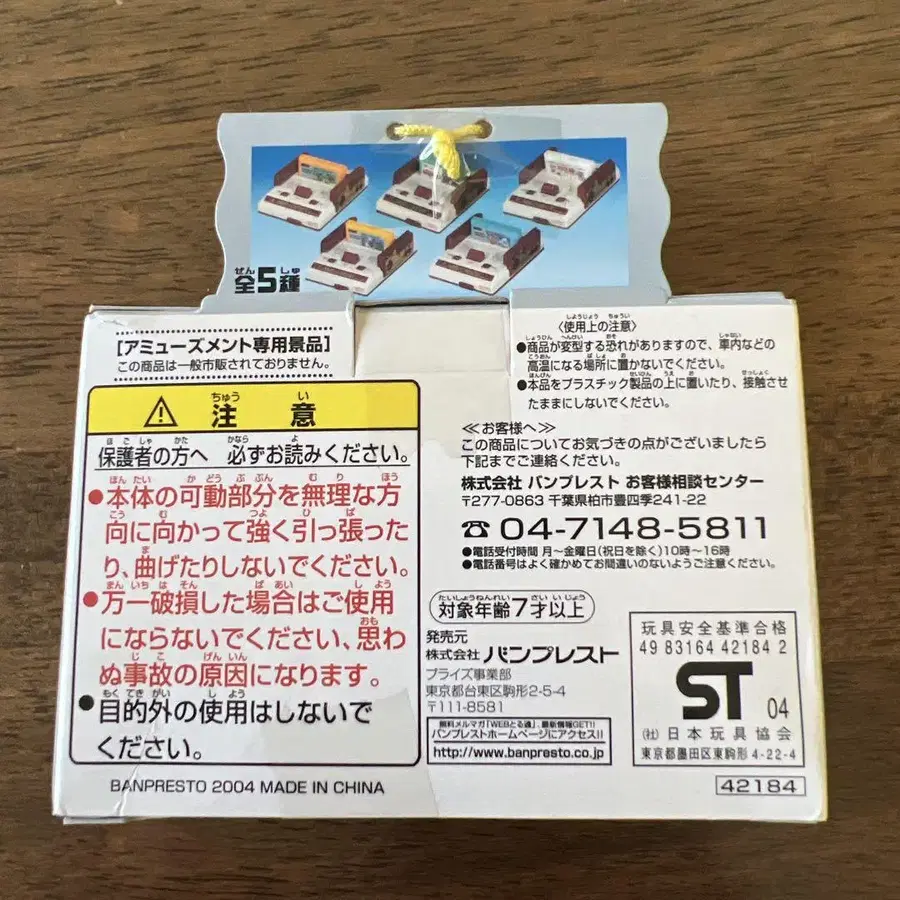 全5種
[アミューズメント専用景品]
この商品は一般市販されておりません。
注意
保護者の方へ 必ずお読みください。
●本体の可動部分を無理な方
向に向かって強く引っ張った
り、曲げたりしないでください。
●万一破損した場合はご使用
にならないでください、思わ
ぬ事故の原因になります。
●目的外の使用はしないで
ください。
BANPRESTO 2004 MADE IN CHINA
〈使用上の注意〉
●商品が変型する恐れがありますので、車内などの
高温になる場所に置かないでください。
●本品をプラスチック製品の上に置いたり、接触させ
たままにしないでください。
≪お客様へ≫
この商品についてお気づきの点がございましたら
下記までご連絡ください。
株式会社 バンプレスト お客様相談センター
〒277-0863 千葉県柏市豊四季241-22
☎04-7148-5811
●電話受付時間 月〜金曜日(祝日を除く)10時〜16時
●電話番号はよく確かめてお間違のないようご注意ください。
対象年齢7才以上
発売元
株式会社 バンプレスト
プライズ事業部
東京都台東区駒形2-5-4
〒111-8581
無料メルマガ「WEBとる通」、最新情報GET!!
バンプレストホームページにアクセス!!
http://www.banpresto.co.jp
玩具安全基準合格
49 83164 42184 2
ST 04
(社)日本玩具協会
東京都墨田区東駒形4-22-4
42184